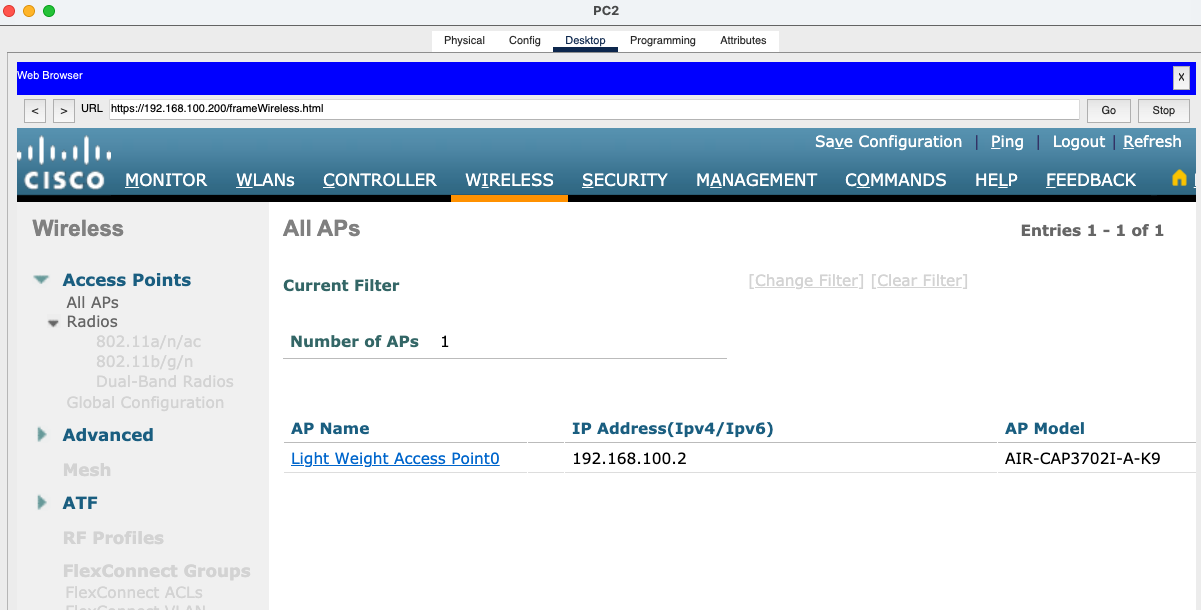 PC2
Physical Config Desktop Programming Attributes
Web Browser X
< > URL https://192.168.100.200/frameWireless.html Go Stop
Save Configuration | Ping | Logout | Refresh
CISCO MONITOR WLANs CONTROLLER WIRELESS SECURITY MANAGEMENT COMMANDS HELP FEEDBACK
Wireless
Access Points
All APs
Radios
802.11a/n/ac
802.11b/g/n
Dual-Band Radios
Global Configuration
Advanced
Mesh
ATF
RF Profiles
FlexConnect Groups
FlexConnect ACLs
FlexConnect VLAN
All APs Entries 1 - 1 of 1
Current Filter [Change Filter] [Clear Filter]
Number of APs 1
AP Name IP Address(Ipv4/Ipv6) AP Model
Light Weight Access Point0 192.168.100.2 AIR-CAP3702I-A-K9